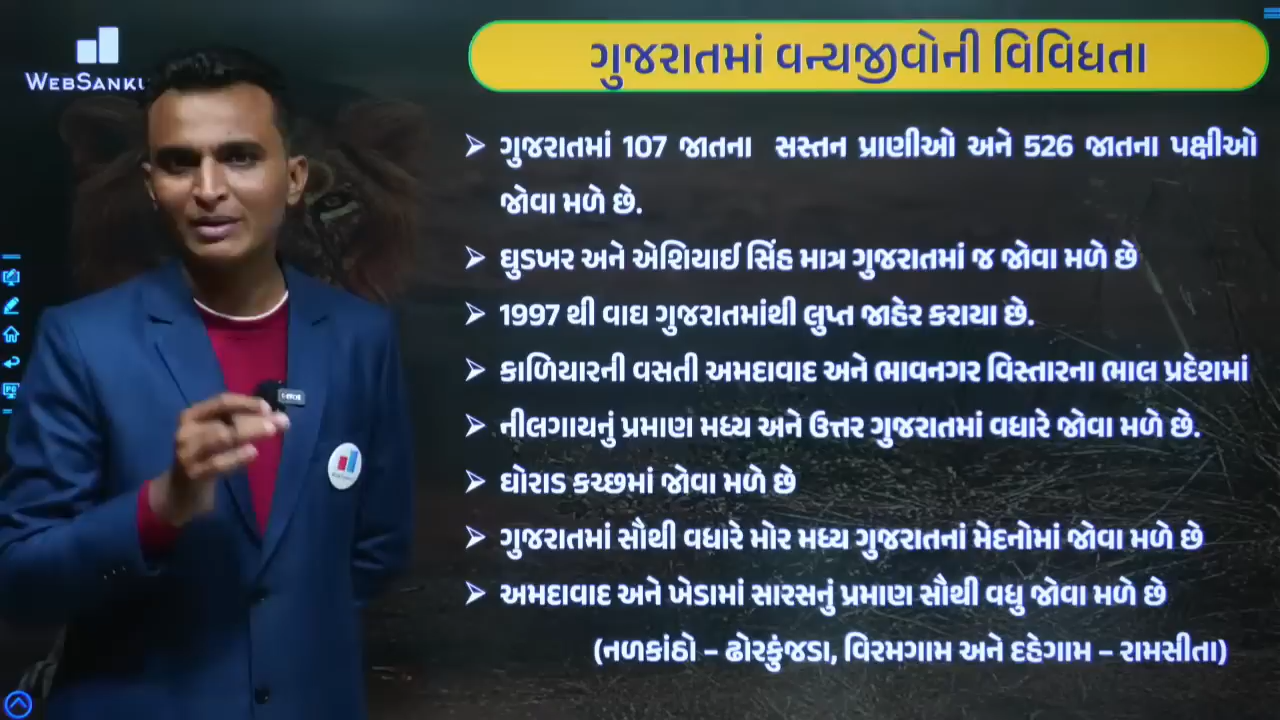 WEBSANKU
ગુજરાતમાં વન્યજીવોની વિવિધતા
➢ ગુજરાતમાં 107 જાતના સસ્તન પ્રાણીઓ અને 526 જાતના પક્ષીઓ
જોવા મળે છે.
➢ ઘુડખર અને એશિયાઈ સિંહ માત્ર ગુજરાતમાં જ જોવા મળે છે
➢ 1997 થી વાઘ ગુજરાતમાંથી લુપ્ત જાહેર કરાયા છે.
➢ કાળિયારની વસતી અમદાવાદ અને ભાવનગર વિસ્તારના ભાલ પ્રદેશમાં
➢ નીલગાયનું પ્રમાણ મધ્ય અને ઉત્તર ગુજરાતમાં વધારે જોવા મળે છે.
➢ ઘોરાડ કચ્છમાં જોવા મળે છે
➢ ગુજરાતમાં સૌથી વધારે મોર મધ્ય ગુજરાતનાં મેદનોમાં જોવા મળે છે
➢ અમદાવાદ અને ખેડામાં સારસનું પ્રમાણ સૌથી વધુ જોવા મળે છે
(નળકાંઠો – ઢોરકુંજડા, વિરમગામ અને દહેગામ – રામસીતા)